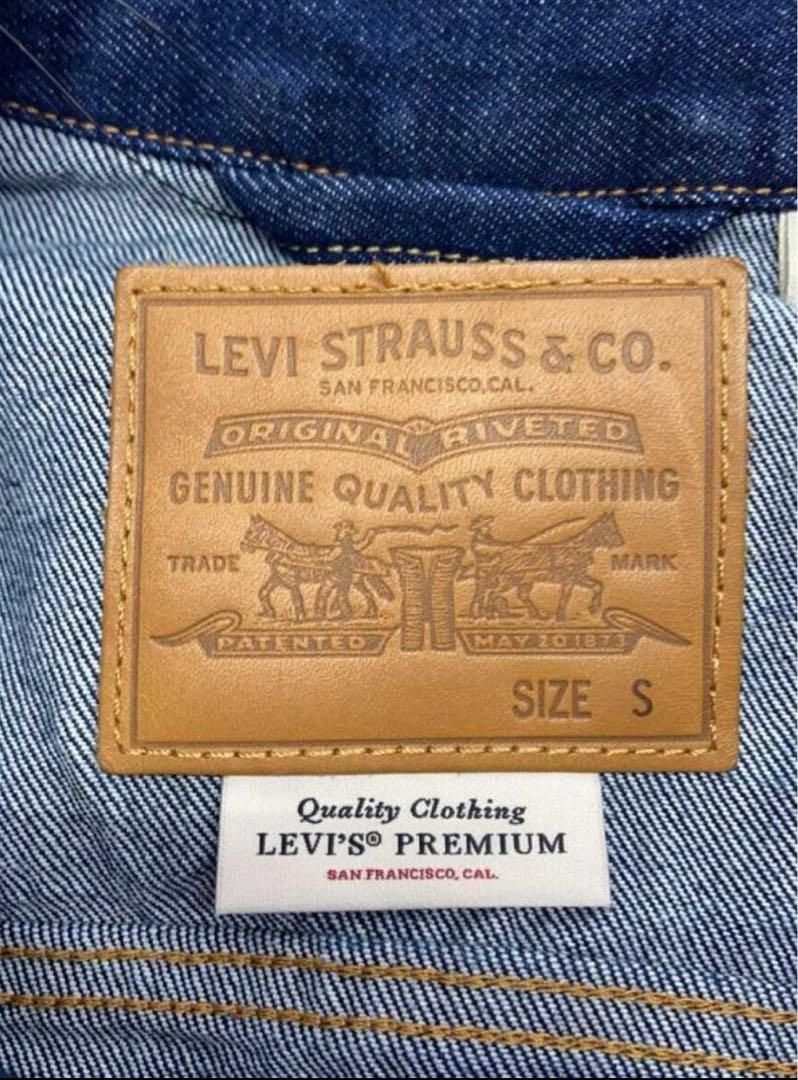 LEVI STRAUSS & CO.
SAN FRANCISCO, CAL.
ORIGINAL RIVETED
GENUINE QUALITY CLOTHING
TRADE MARK
PATENTED MAY 20 1873
SIZE S
Quality Clothing
LEVI'S® PREMIUM
SAN FRANCISCO, CAL.